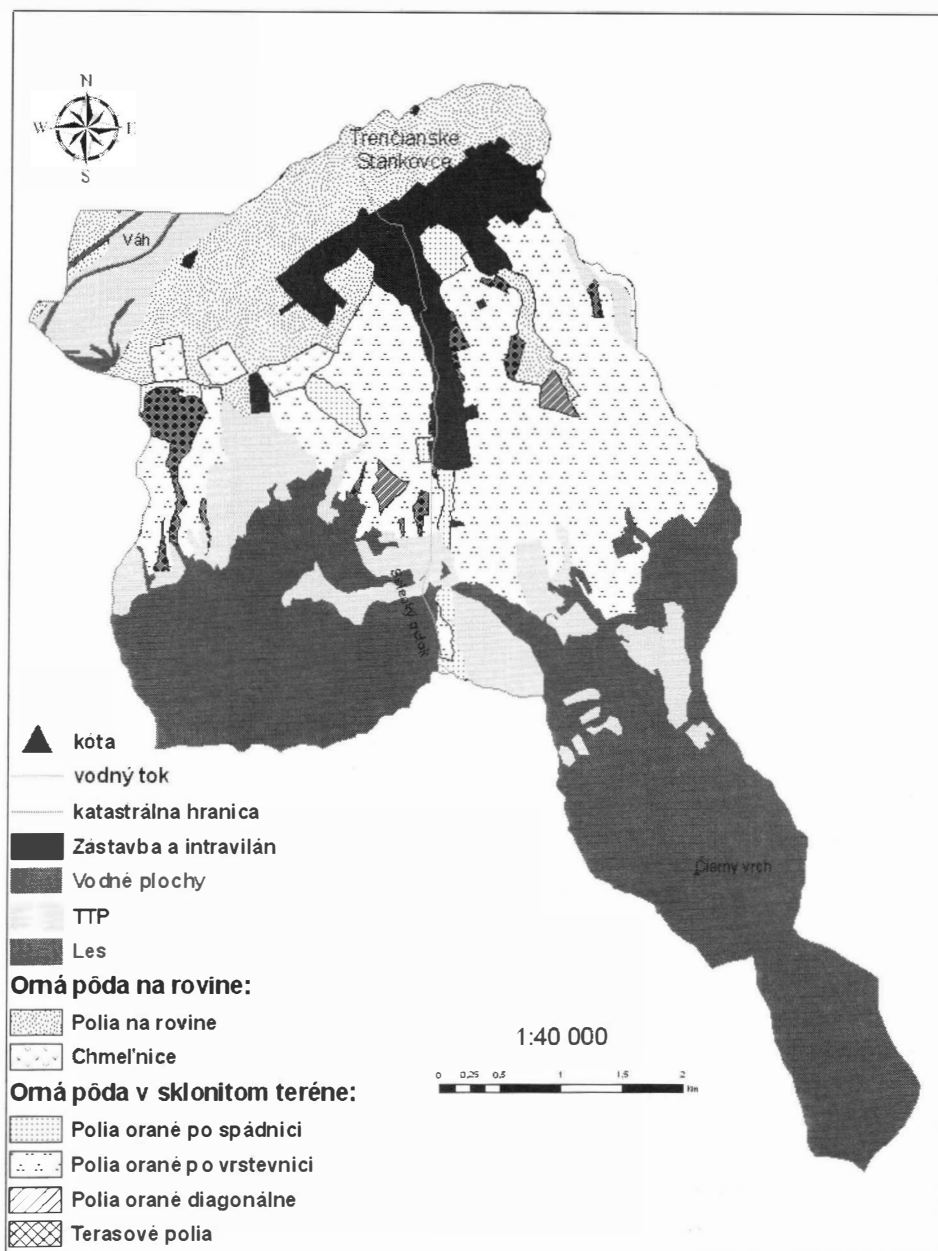 N
W E
S
Trenčianske
Stankovce
Váh
Selecký potok
Čierny vrch
kóta
vodný tok
katastrálna hranica
Zástavba a intravilán
Vodné plochy
TTP
Les
Orná pôda na rovine:
Polia na rovine
Chmeľnice
1:40 000
0 0,25 0,5 1 1,5 2
Km
Orná pôda v sklonitom teréne:
Polia orané po spádnici
Polia orané po vrstevnici
Polia orané diagonálne
Terasové polia